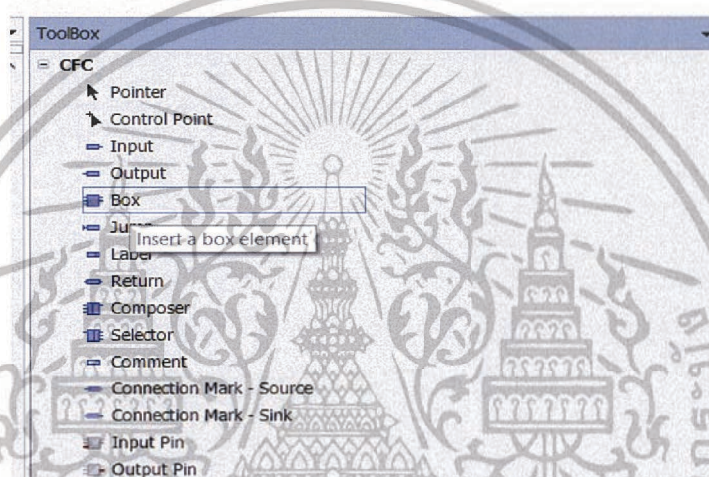 ToolBox
CFC
Pointer
Control Point
Input
Output
Box
Insert a box element
Label
Return
Composer
Selector
Comment
Connection Mark - Source
Connection Mark - Sink
Input Pin
Output Pin